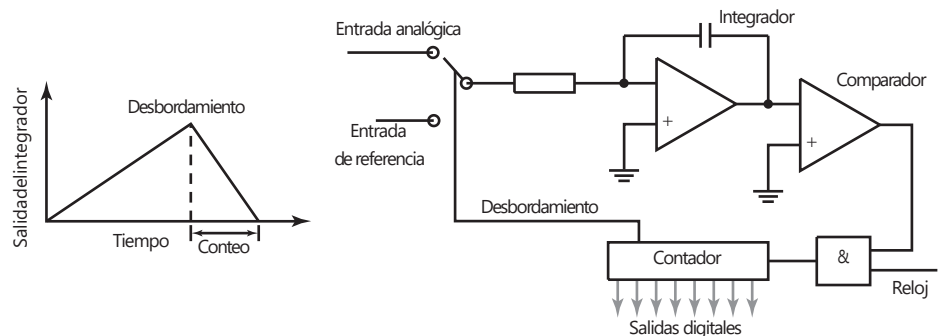 Salidadelintegrador
Desbordamiento
Tiempo
Conteo
Entrada analógica
Entrada
de referencia
Integrador
+
Comparador
+
Desbordamiento
Contador
&
Reloj
Salidas digitales